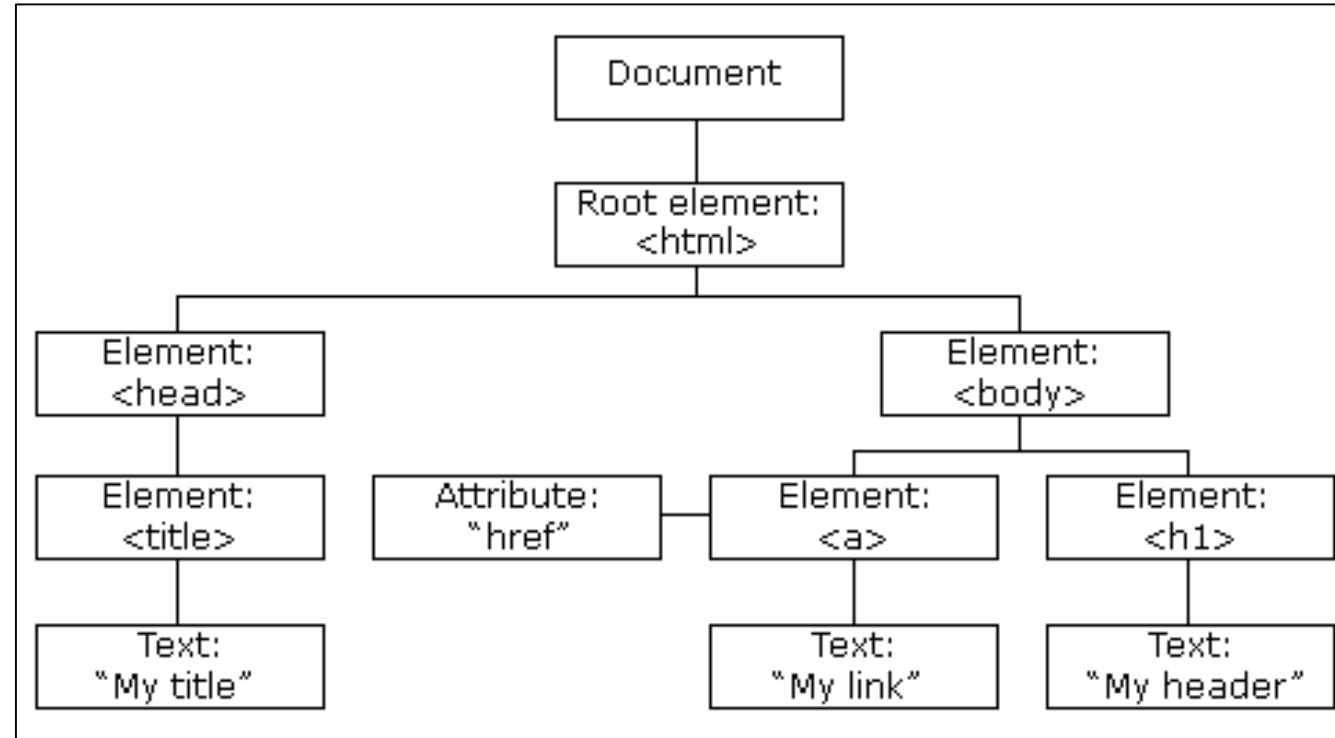 Document
Root element:
<html>
Element:
<head>
Element:
<body>
Element:
<title>
Attribute:
“href”
Element:
<a>
Element:
<h1>
Text:
“My title”
Text:
“My link”
Text:
“My header”